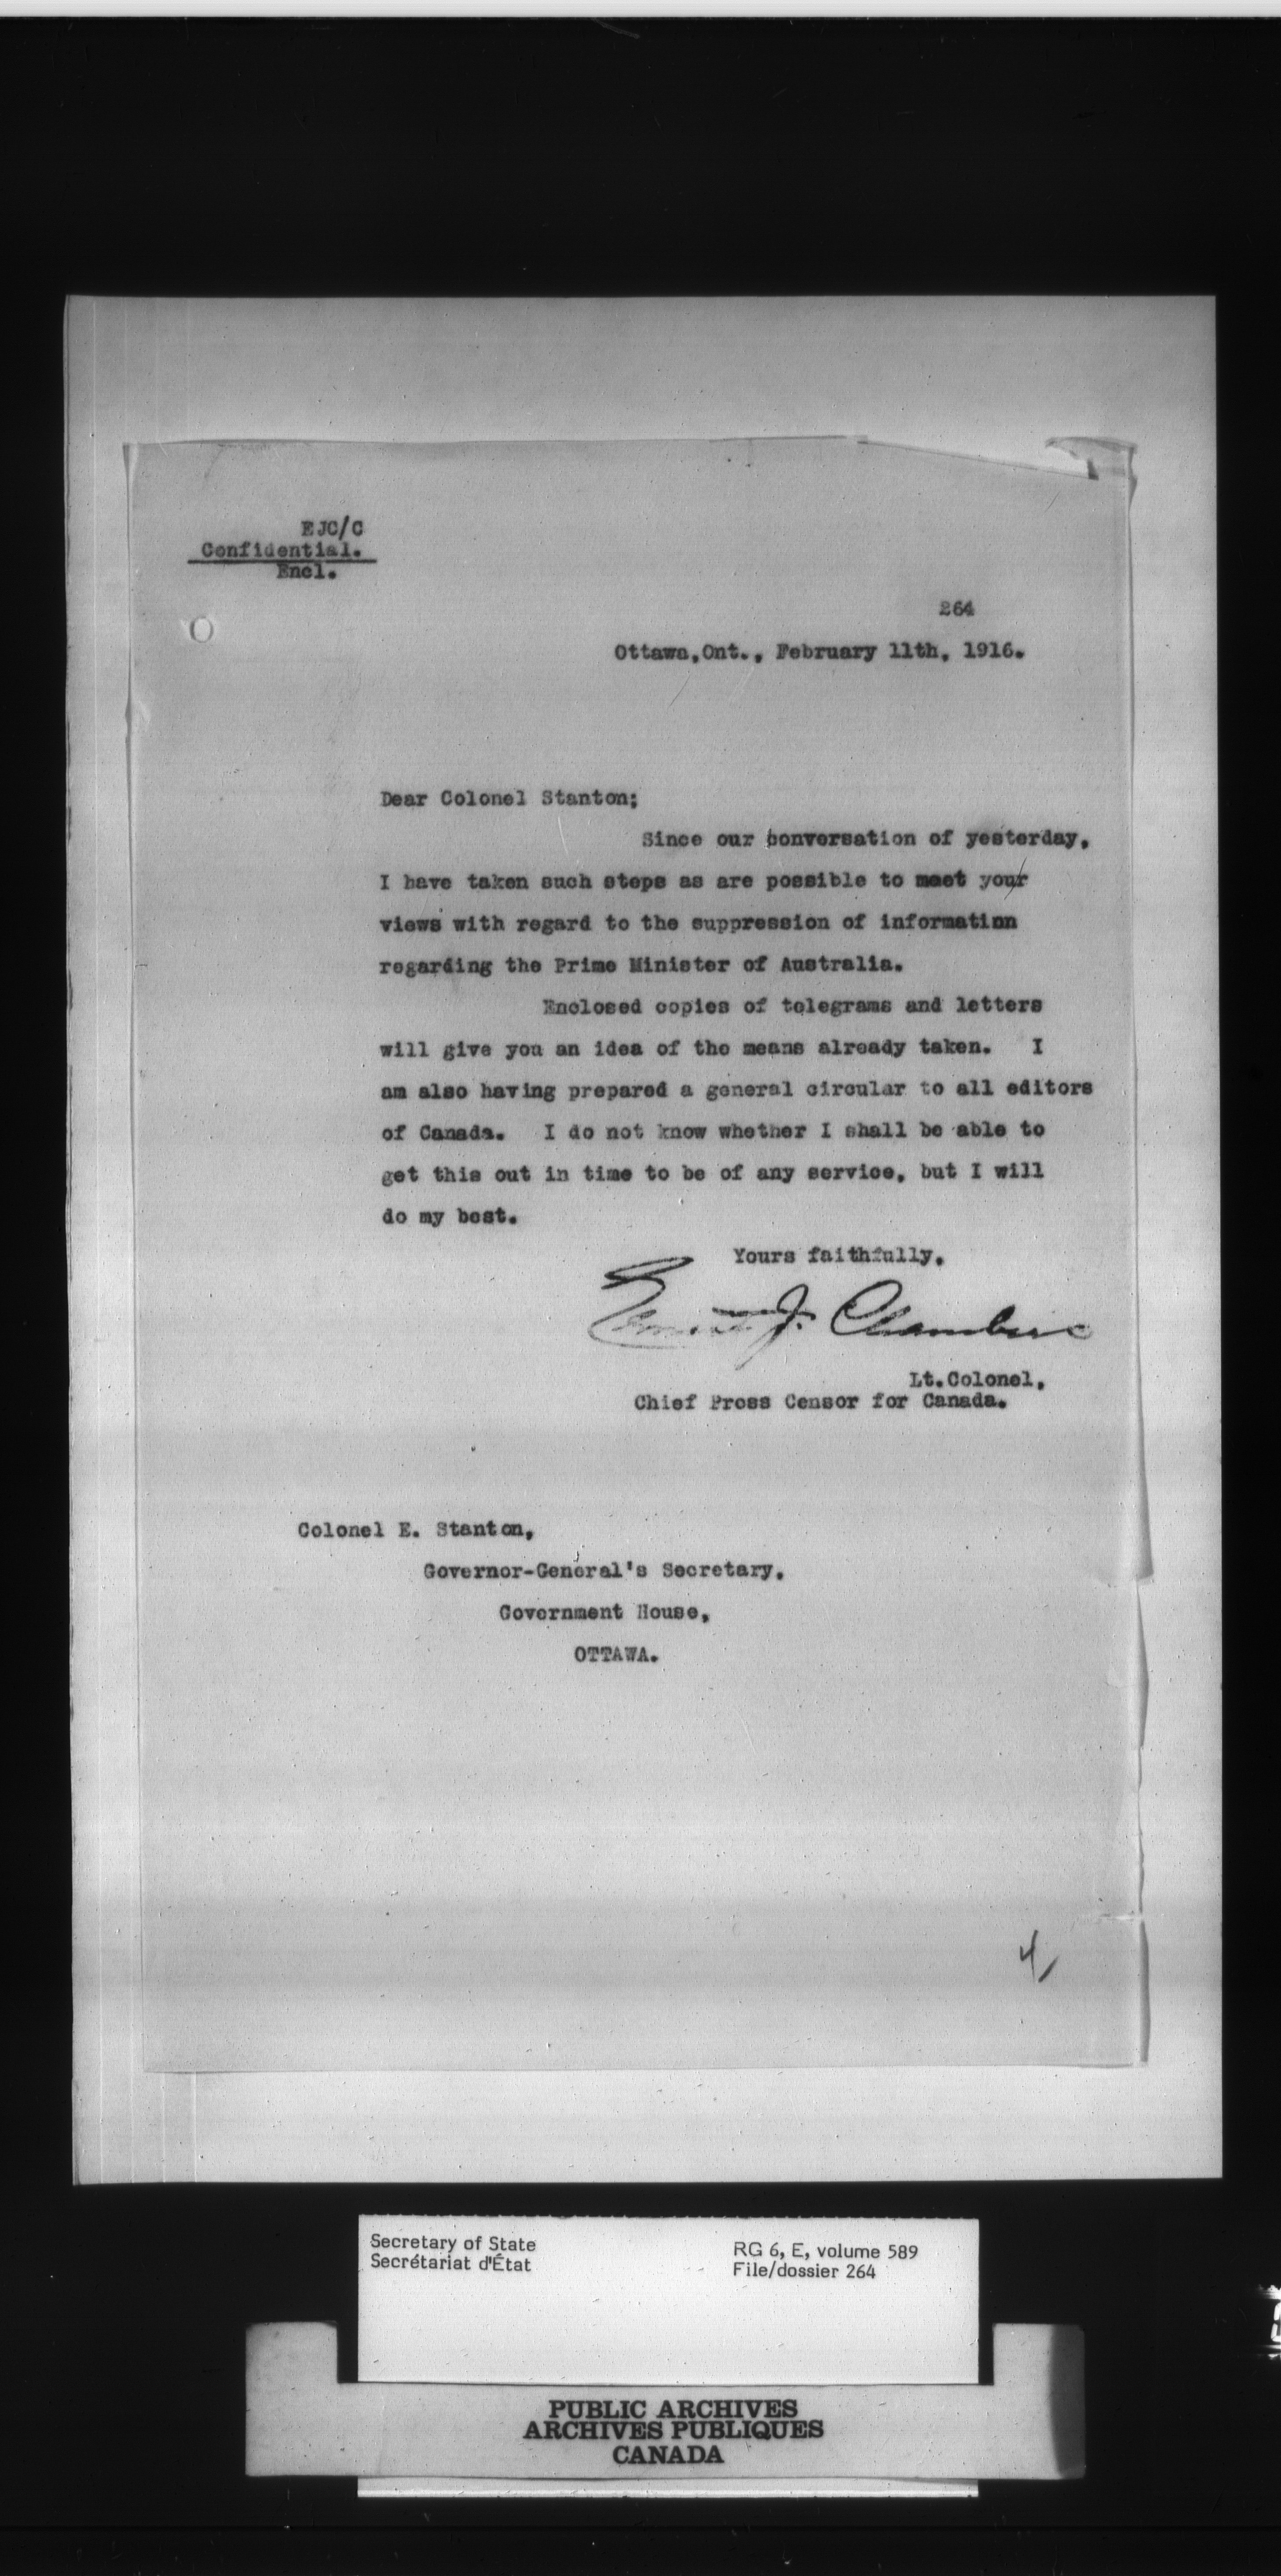 EJC/C
Confidential.
Encl.
264
Ottawa,Ont., February 11th, 1916.
Dear Colonel Stanton;
Since our conversation of yesterday,
I have taken such steps as are possible to meet your
views with regard to the suppression of informatinn
regarding the Prime Minister of Australia.
Enclosed copies of telegrams and letters
will give you an idea of the means already taken. I
am also having prepared a general circular to all editors
of Canada. I do not know whether I shall be able to
get this out in time to be of any service, but I will
do my best.
Yours faithfully,
Ernest J. Chambers
Lt.Colonel,
Chief Press Censor for Canada.
Colonel E. Stanton,
Governor-General's Secretary,
Government House,
OTTAWA.
4
Secretary of State
Secrétariat d'État
RG 6, E, volume 589
File/dossier 264
PUBLIC ARCHIVES
ARCHIVES PUBLIQUES
CANADA